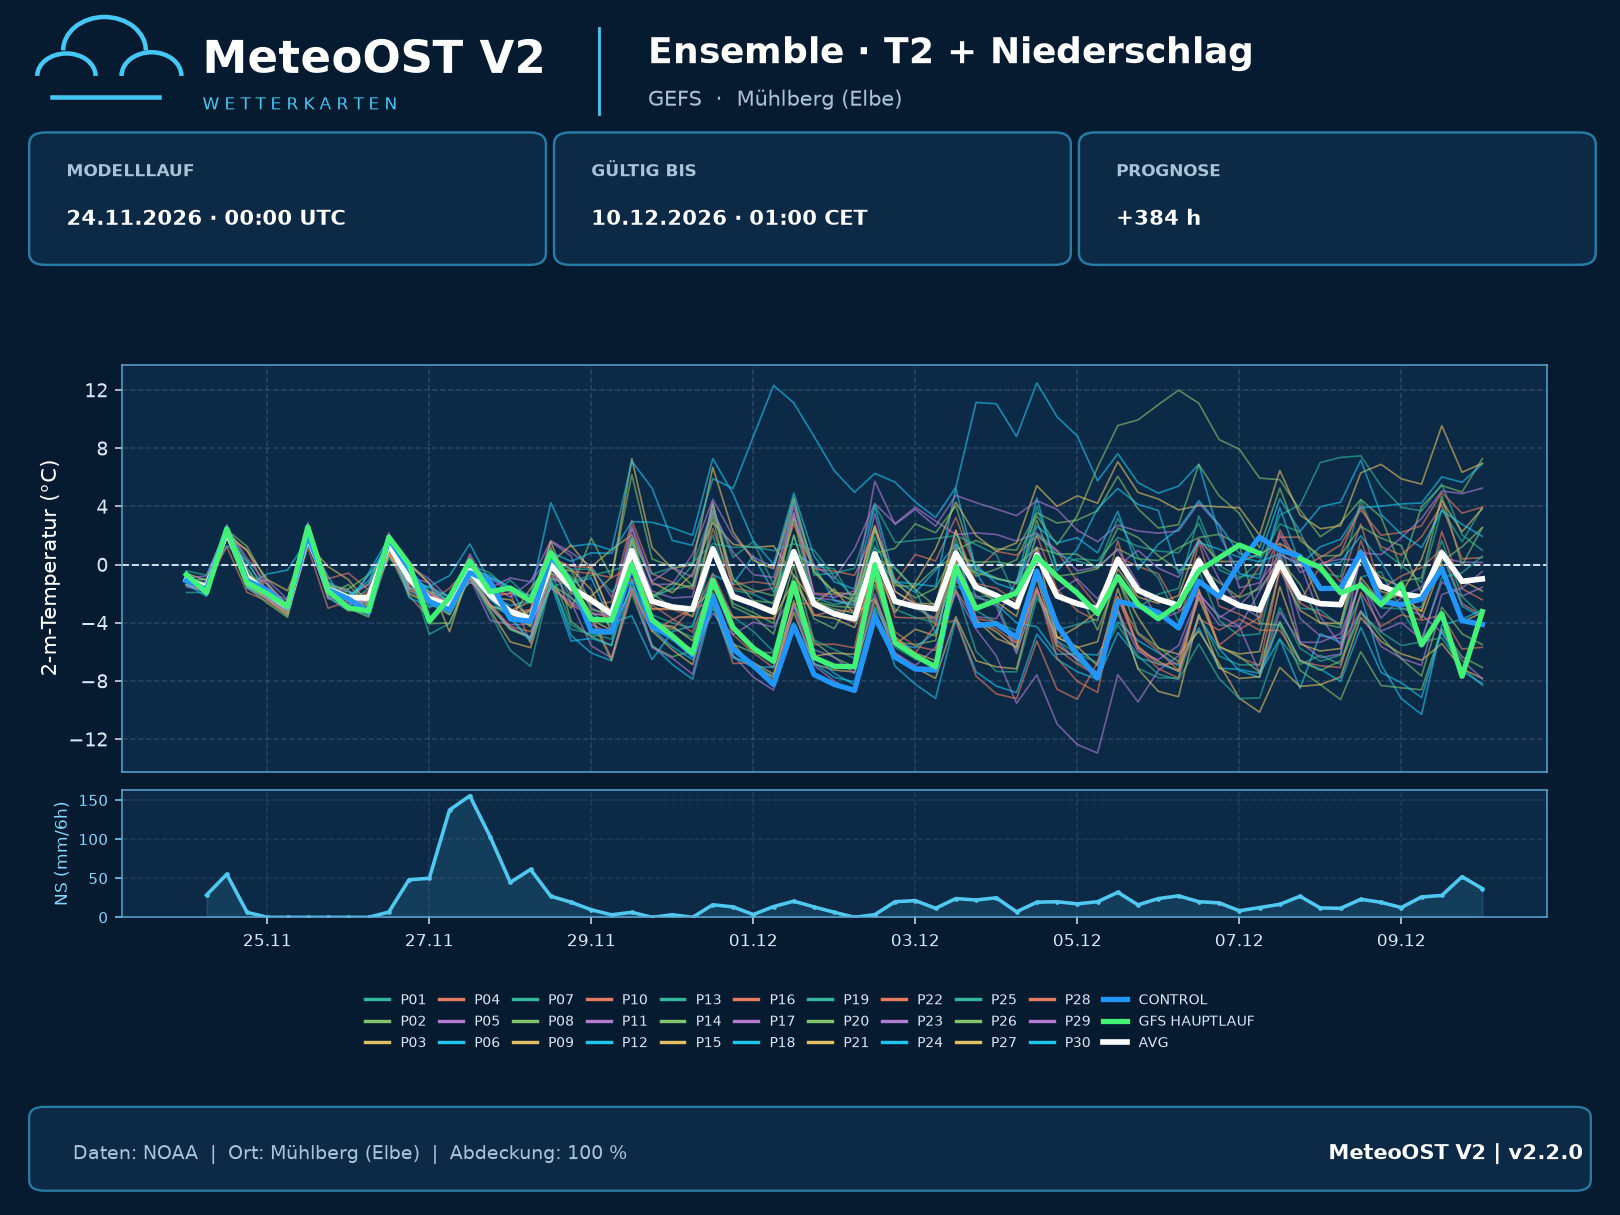 MeteoOST V2
WETTERKARTEN
Ensemble · T2 + Niederschlag
GEFS · Mühlberg (Elbe)
MODELLLAUF
24.11.2026 · 00:00 UTC
GÜLTIG BIS
10.12.2026 · 01:00 CET
PROGNOSE
+384 h
2-m-Temperatur (°C)
12
8
4
0
−4
−8
−12
NS (mm/6h)
150
100
50
0
25.11 27.11 29.11 01.12 03.12 05.12 07.12 09.12
P01 P04 P07 P10 P13 P16 P19 P22 P25 P28 CONTROL
P02 P05 P08 P11 P14 P17 P20 P23 P26 P29 GFS HAUPTLAUF
P03 P06 P09 P12 P15 P18 P21 P24 P27 P30 AVG
Daten: NOAA | Ort: Mühlberg (Elbe) | Abdeckung: 100 %
MeteoOST V2 | v2.2.0